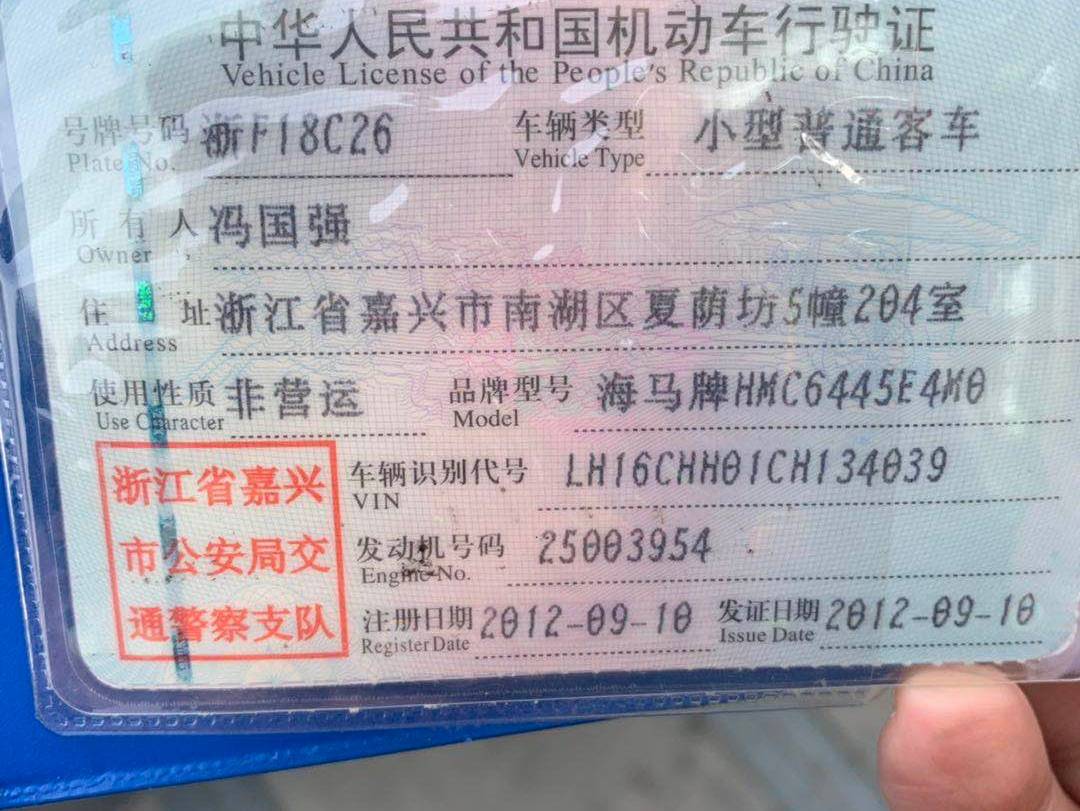 中华人民共和国机动车行驶证
Vehicle License of the People's Republic of China
号牌号码 浙F18C26 车辆类型 小型普通客车
Plate No. Vehicle Type
所有人 冯国强
Owner
住址 浙江省嘉兴市南湖区夏荫坊5幢204室
Address
使用性质 非营运 品牌型号 海马牌HMC6445E4M0
Use Character Model
浙江省嘉兴 车辆识别代号 LH16CHH01CH134039
VIN
市公安局交 发动机号码 25003954
Engine No.
通警察支队 注册日期 2012-09-10 发证日期 2012-09-10
Register Date Issue Date